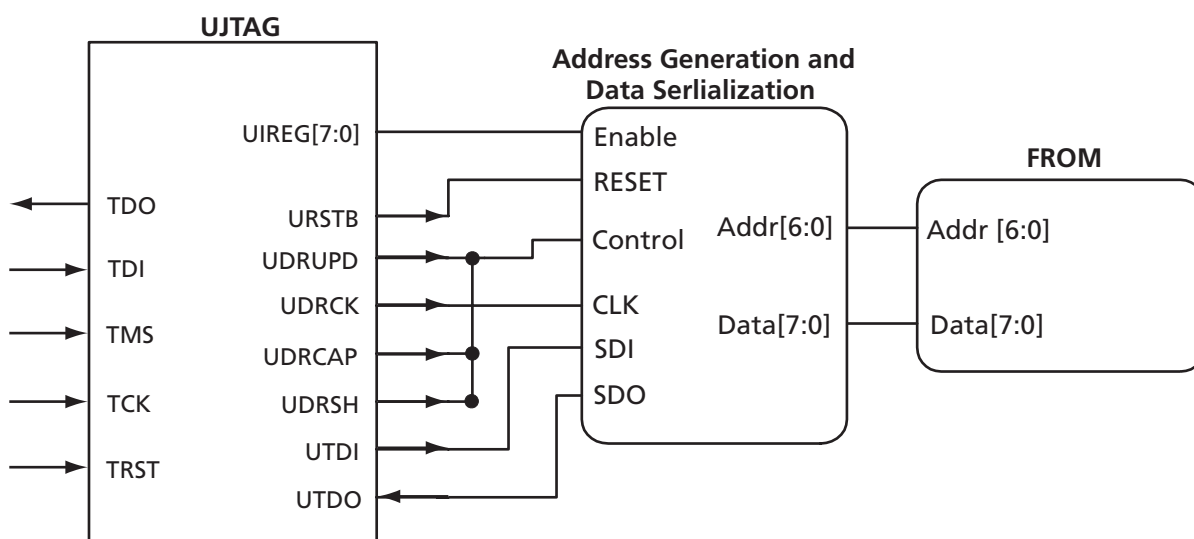 UJTAG
Address Generation and
Data Serlialization
FROM
UIREG[7:0]
URSTB
UDRUPD
UDRCK
UDRCAP
UDRSH
UTDI
UTDO
TDO
TDI
TMS
TCK
TRST
Enable
RESET
Control
CLK
SDI
SDO
Addr[6:0]
Data[7:0]
Addr [6:0]
Data[7:0]